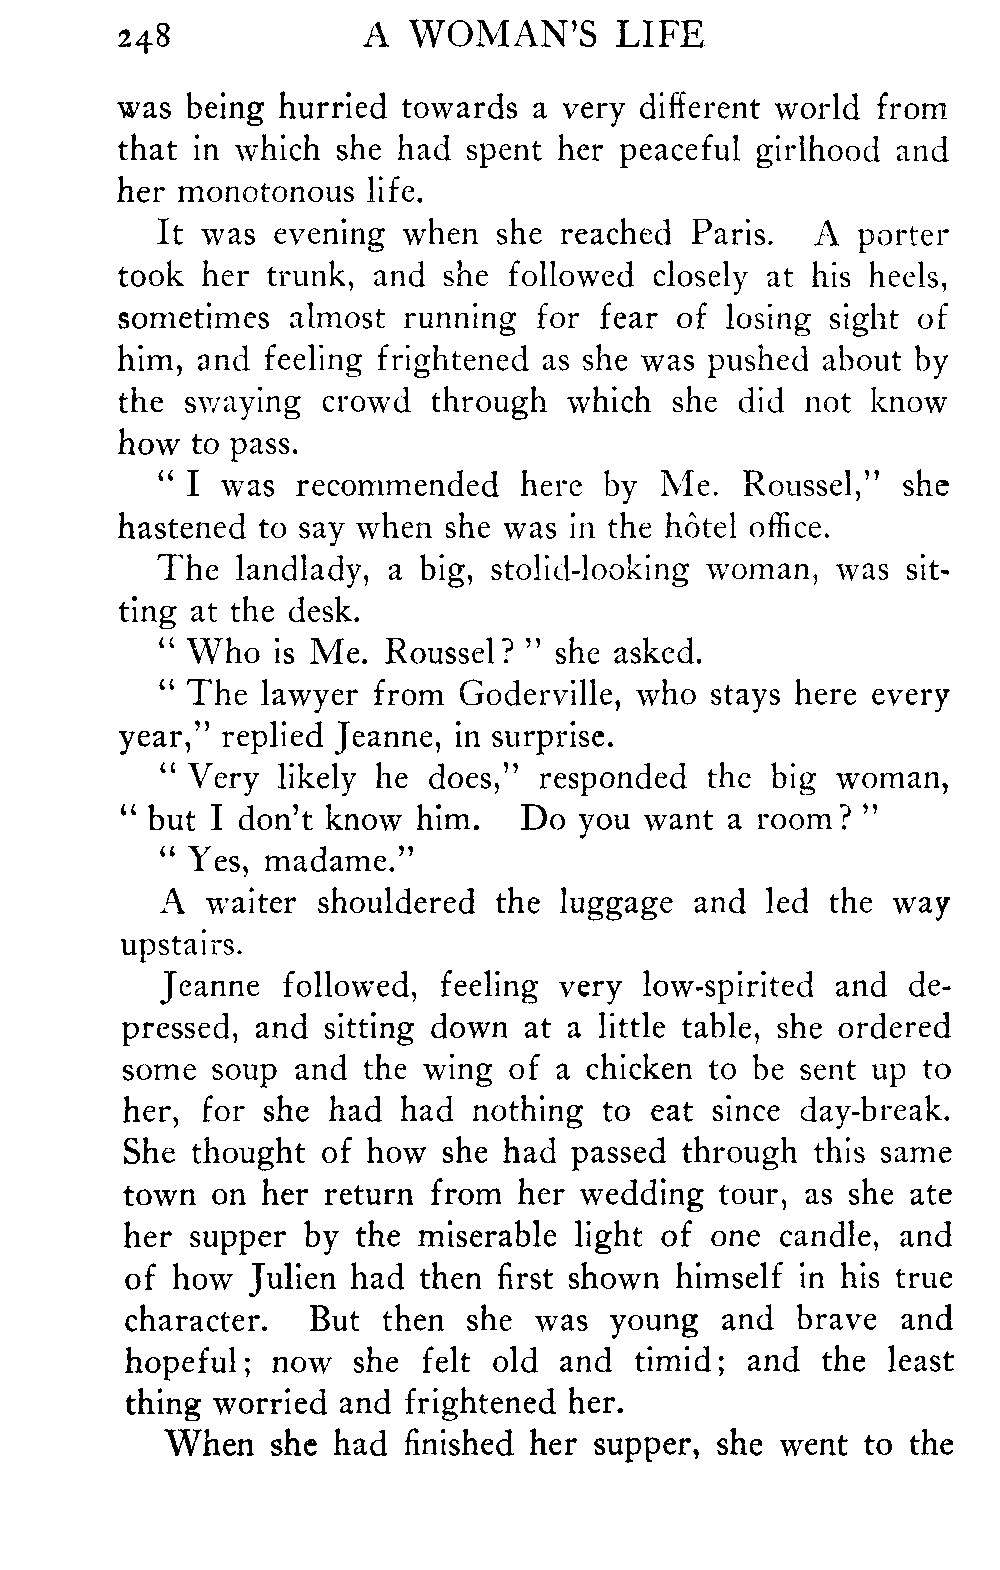 248 A WOMAN'S LIFE
was being hurried towards a very different world from
that in which she had spent her peaceful girlhood and
her monotonous life.
It was evening when she reached Paris. A porter
took her trunk, and she followed closely at his heels,
sometimes almost running for fear of losing sight of
him, and feeling frightened as she was pushed about by
the swaying crowd through which she did not know
how to pass.
" I was recommended here by Me. Roussel," she
hastened to say when she was in the hôtel office.
The landlady, a big, stolid-looking woman, was sit-
ting at the desk.
" Who is Me. Roussel? " she asked.
" The lawyer from Goderville, who stays here every
year," replied Jeanne, in surprise.
" Very likely he does," responded the big woman,
" but I don't know him. Do you want a room? "
" Yes, madame."
A waiter shouldered the luggage and led the way
upstairs.
Jeanne followed, feeling very low-spirited and de-
pressed, and sitting down at a little table, she ordered
some soup and the wing of a chicken to be sent up to
her, for she had had nothing to eat since day-break.
She thought of how she had passed through this same
town on her return from her wedding tour, as she ate
her supper by the miserable light of one candle, and
of how Julien had then first shown himself in his true
character. But then she was young and brave and
hopeful; now she felt old and timid; and the least
thing worried and frightened her.
When she had finished her supper, she went to the